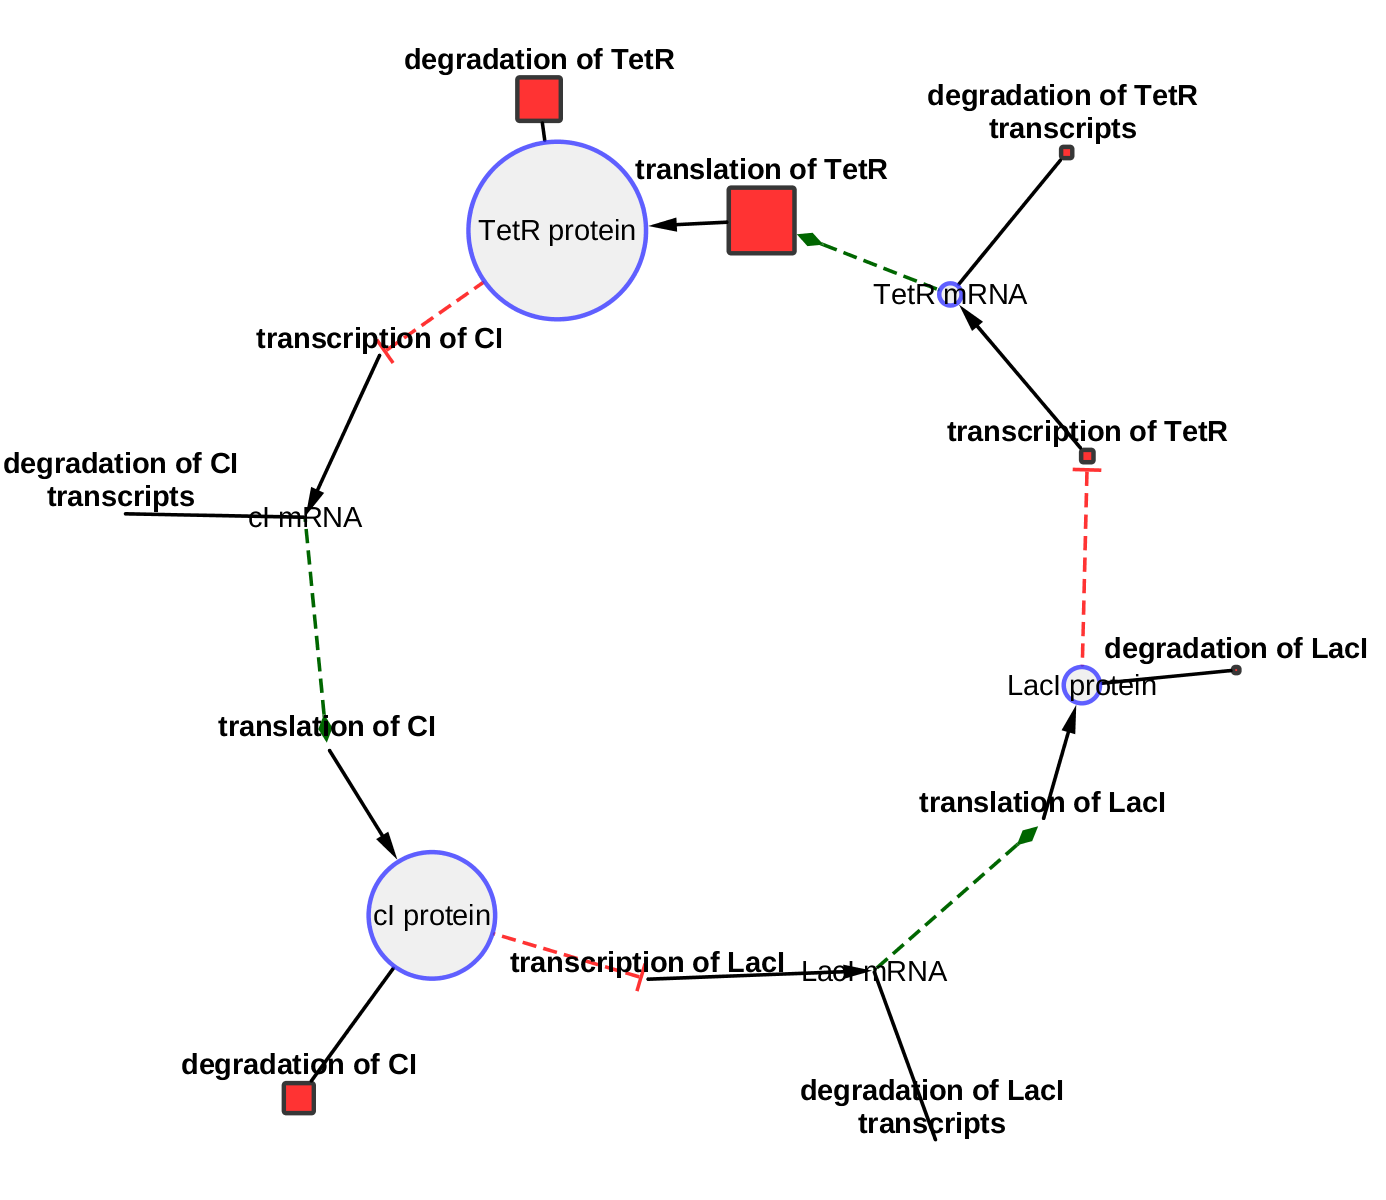 degradation of TetR
degradation of TetR
transcripts
translation of TetR
TetR protein
TetR mRNA
transcription of CI
transcription of TetR
degradation of CI
transcripts
cI mRNA
degradation of LacI
LacI protein
translation of CI
translation of LacI
cI protein
transcription of LacI
LacI mRNA
degradation of CI
degradation of LacI
transcripts